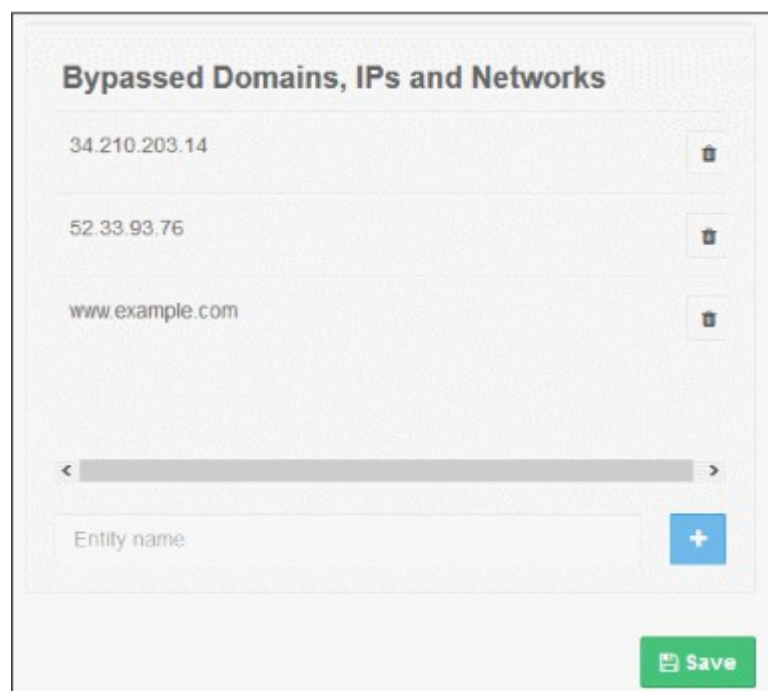 Bypassed Domains, IPs and Networks
34.210.203.14
52.33.93.76
www.example.com
Entity name
Save